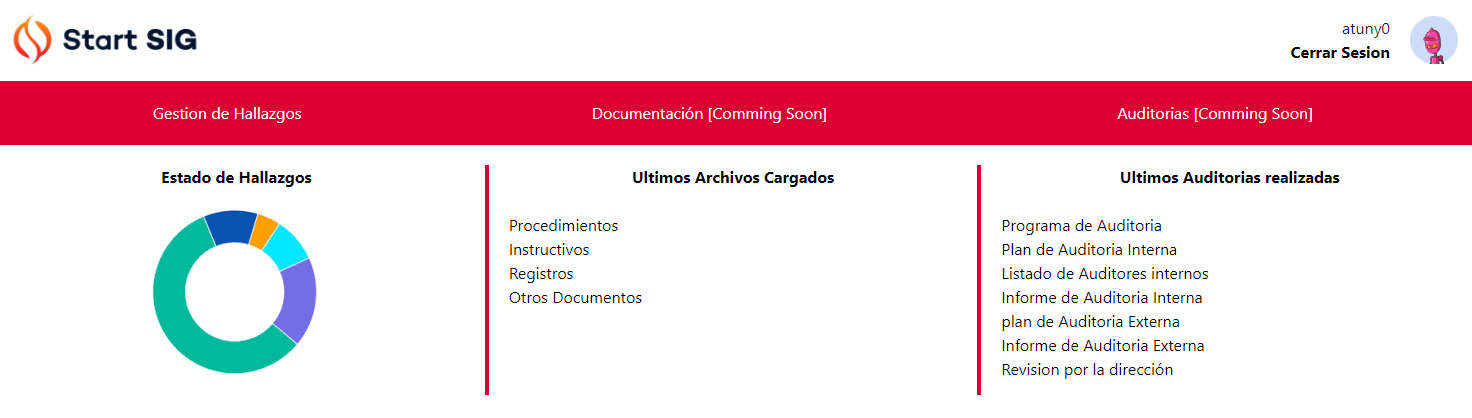 Start SIG
atuny0
Cerrar Sesion
Gestion de Hallazgos
Documentación [Comming Soon]
Auditorias [Comming Soon]
Estado de Hallazgos
Ultimos Archivos Cargados
Procedimientos
Instructivos
Registros
Otros Documentos
Ultimos Auditorias realizadas
Programa de Auditoria
Plan de Auditoria Interna
Listado de Auditores internos
Informe de Auditoria Interna
plan de Auditoria Externa
Informe de Auditoria Externa
Revision por la dirección